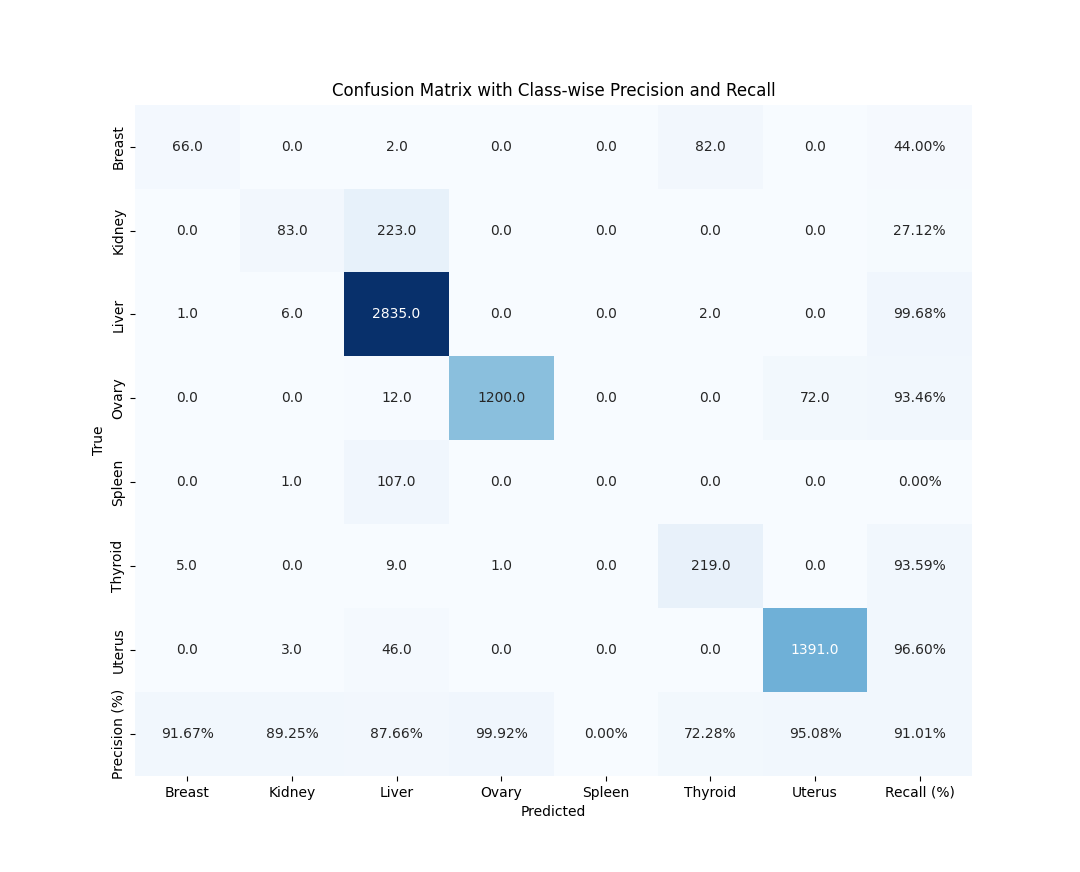 Confusion Matrix with Class-wise Precision and Recall
Breast 66.0 0.0 2.0 0.0 0.0 82.0 0.0 44.00%
Kidney 0.0 83.0 223.0 0.0 0.0 0.0 0.0 27.12%
Liver 1.0 6.0 2835.0 0.0 0.0 2.0 0.0 99.68%
Ovary 0.0 0.0 12.0 1200.0 0.0 0.0 72.0 93.46%
True
Spleen 0.0 1.0 107.0 0.0 0.0 0.0 0.0 0.00%
Thyroid 5.0 0.0 9.0 1.0 0.0 219.0 0.0 93.59%
Uterus 0.0 3.0 46.0 0.0 0.0 0.0 1391.0 96.60%
Precision (%) 91.67% 89.25% 87.66% 99.92% 0.00% 72.28% 95.08% 91.01%
Breast Kidney Liver Ovary Spleen Thyroid Uterus Recall (%)
Predicted